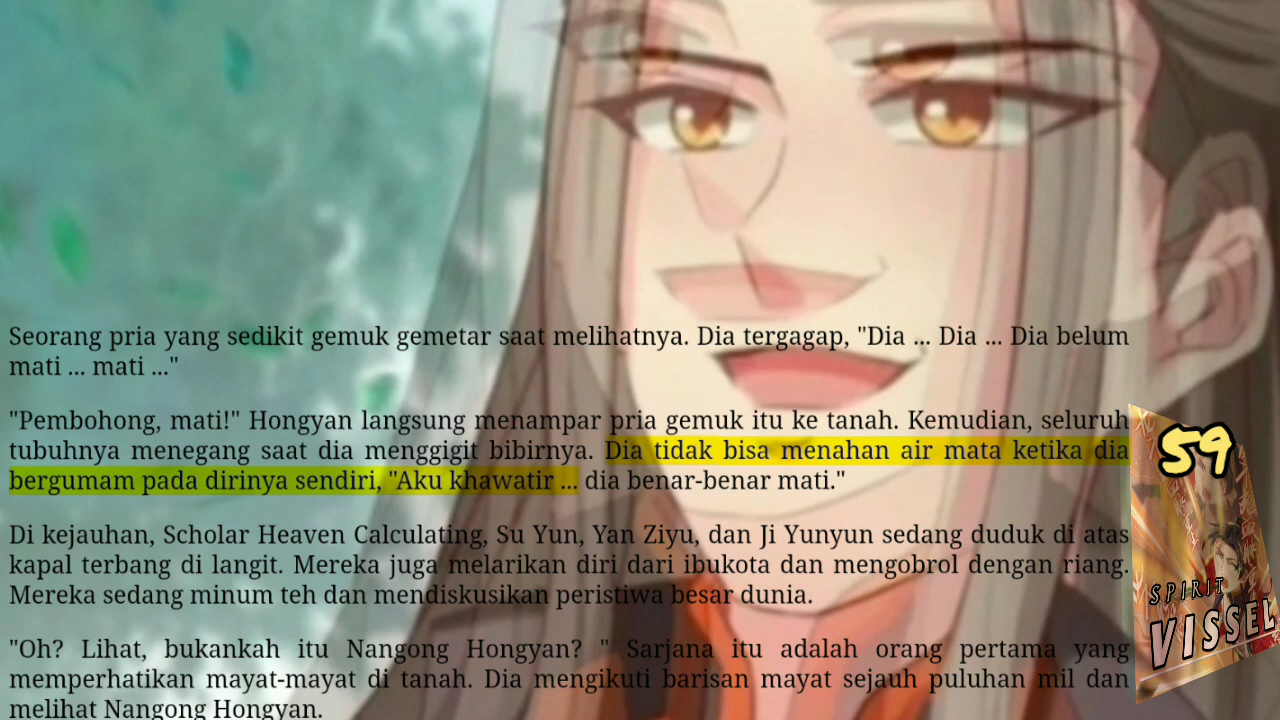 Seorang pria yang sedikit gemuk gemetar saat melihatnya. Dia tergagap, "Dia ... Dia ... Dia belum
mati ... mati ..."
"Pembohong, mati!" Hongyan langsung menampar pria gemuk itu ke tanah. Kemudian, seluruh
tubuhnya menegang saat dia menggigit bibirnya. Dia tidak bisa menahan air mata ketika dia
bergumam pada dirinya sendiri, "Aku khawatir ... dia benar-benar mati."
Di kejauhan, Scholar Heaven Calculating, Su Yun, Yan Ziyu, dan Ji Yunyun sedang duduk di atas
kapal terbang di langit. Mereka juga melarikan diri dari ibukota dan mengobrol dengan riang.
Mereka sedang minum teh dan mendiskusikan peristiwa besar dunia.
"Oh? Lihat, bukankah itu Nangong Hongyan? " Sarjana itu adalah orang pertama yang
memperhatikan mayat-mayat di tanah. Dia mengikuti barisan mayat sejauh puluhan mil dan
melihat Nangong Hongyan.
59
SPIRIT
VISSEL